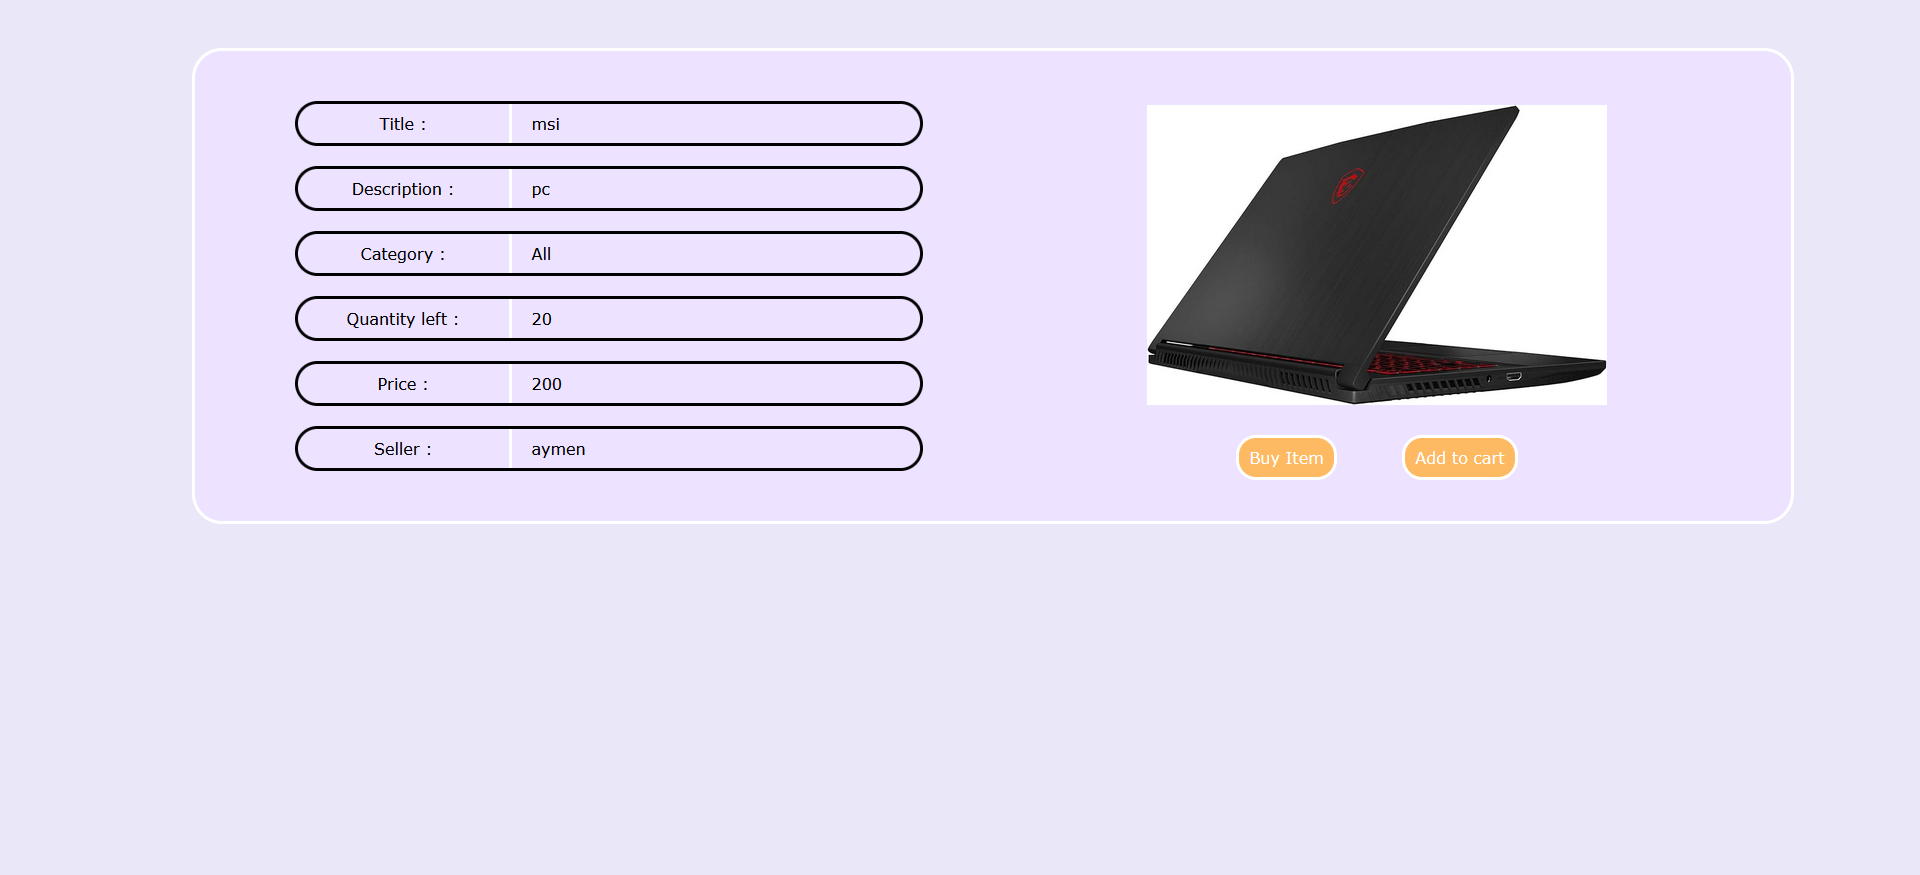 Title : msi
Description : pc
Category : All
Quantity left : 20
Price : 200
Seller : aymen
Buy Item Add to cart